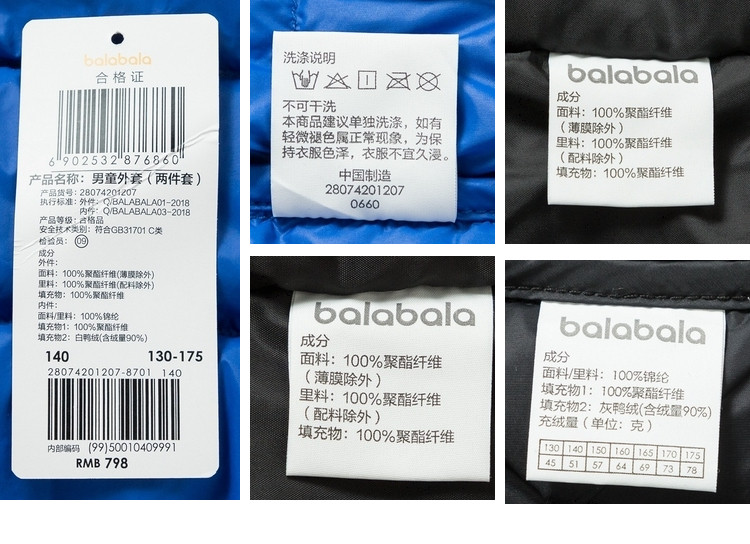 balabala
合格证
6 902532 876860
产品名称：男童外套（两件套）
产品货号：28074201207
执行标准：外件：Q/BALABALA01-2018
内件：Q/BALABALA03-2018
产品等级：合格品
安全技术类别：符合GB31701 C类
检验员：09
成分
外件：
面料：100%聚酯纤维(薄膜除外)
里料：100%聚酯纤维(配料除外)
填充物：100%聚酯纤维
内件：
面料/里料：100%锦纶
填充物1：100%聚酯纤维
填充物2：白鸭绒(含绒量90%)
140 130-175
28074201207-8701 140
内部编码 (99)50010409991
RMB 798
洗涤说明
不可干洗
本商品建议单独洗涤，如有
轻微褪色属正常现象，为保
持衣服色泽，衣服不宜久浸。
中国制造
28074201207
0660
balabala
成分
面料：100%聚酯纤维
（薄膜除外）
里料：100%聚酯纤维
（配料除外）
填充物：100%聚酯纤维
balabala
成分
面料：100%聚酯纤维
（薄膜除外）
里料：100%聚酯纤维
（配料除外）
填充物：100%聚酯纤维
balabala
成分
面料/里料：100%锦纶
填充物1：100%聚酯纤维
填充物2：灰鸭绒(含绒量90%)
充绒量（单位：克）
130 140 150 160 165 170 175
45 51 57 64 69 73 78